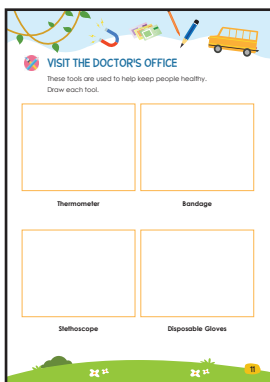 VISIT THE DOCTOR'S OFFICE
These tools are used to help keep people healthy.
Draw each tool.
Thermometer
Bandage
Stethoscope
Disposable Gloves
11